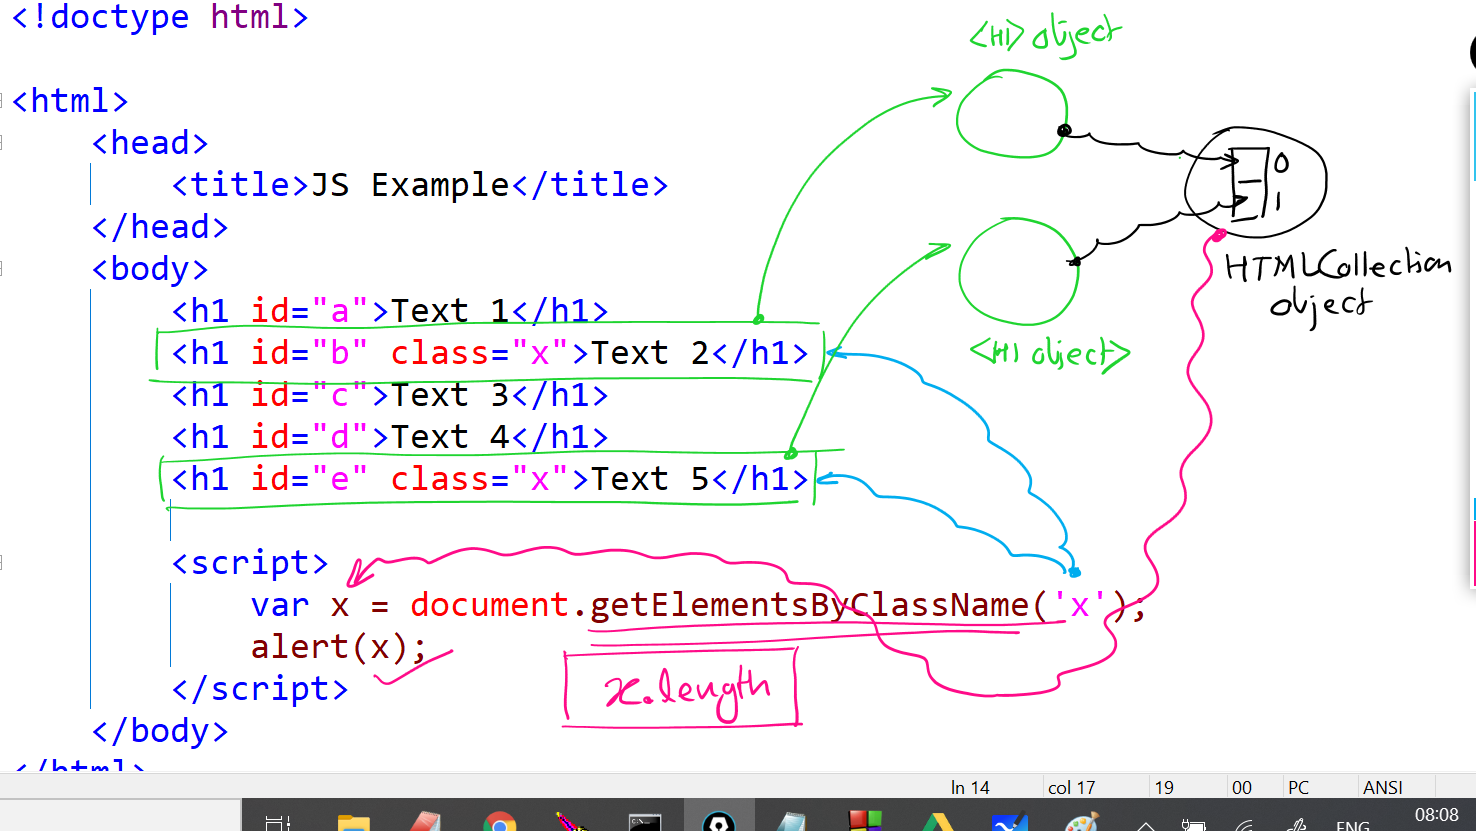 <!doctype html>
<html>
<head>
<title>JS Example</title>
</head>
<body>
<h1 id="a">Text 1</h1>
<h1 id="b" class="x">Text 2</h1>
<h1 id="c">Text 3</h1>
<h1 id="d">Text 4</h1>
<h1 id="e" class="x">Text 5</h1>
<script>
var x = document.getElementsByClassName('x');
alert(x);
</script>
</body>
</html>
<H1> object
0
1
HTMLCollection
object
<H1 object>
x.length
ln 14 col 17 19 00 PC ANSI
ENG 08:08